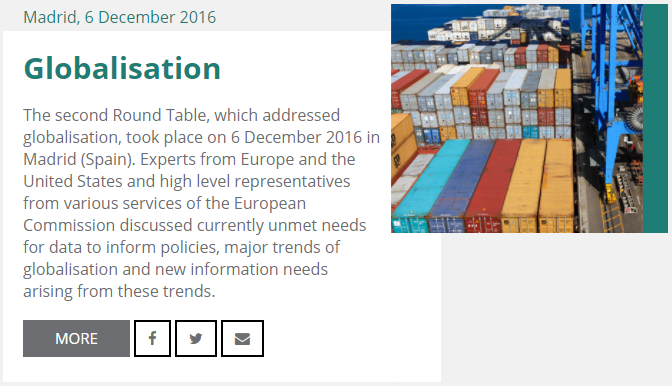 Madrid, 6 December 2016
Globalisation
The second Round Table, which addressed
globalisation, took place on 6 December 2016 in
Madrid (Spain). Experts from Europe and the
United States and high level representatives
from various services of the European
Commission discussed currently unmet needs
for data to inform policies, major trends of
globalisation and new information needs
arising from these trends.
MORE